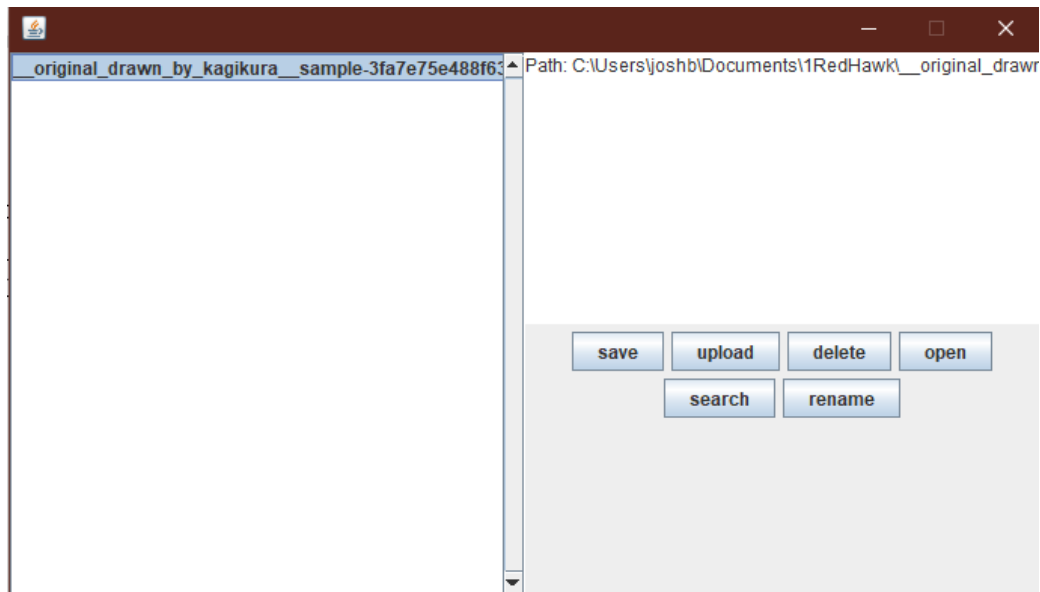 __original_drawn_by_kagikura__sample-3fa7e75e488f63
Path: C:\Users\joshb\Documents\1RedHawk\__original_drawn
save upload delete open
search rename